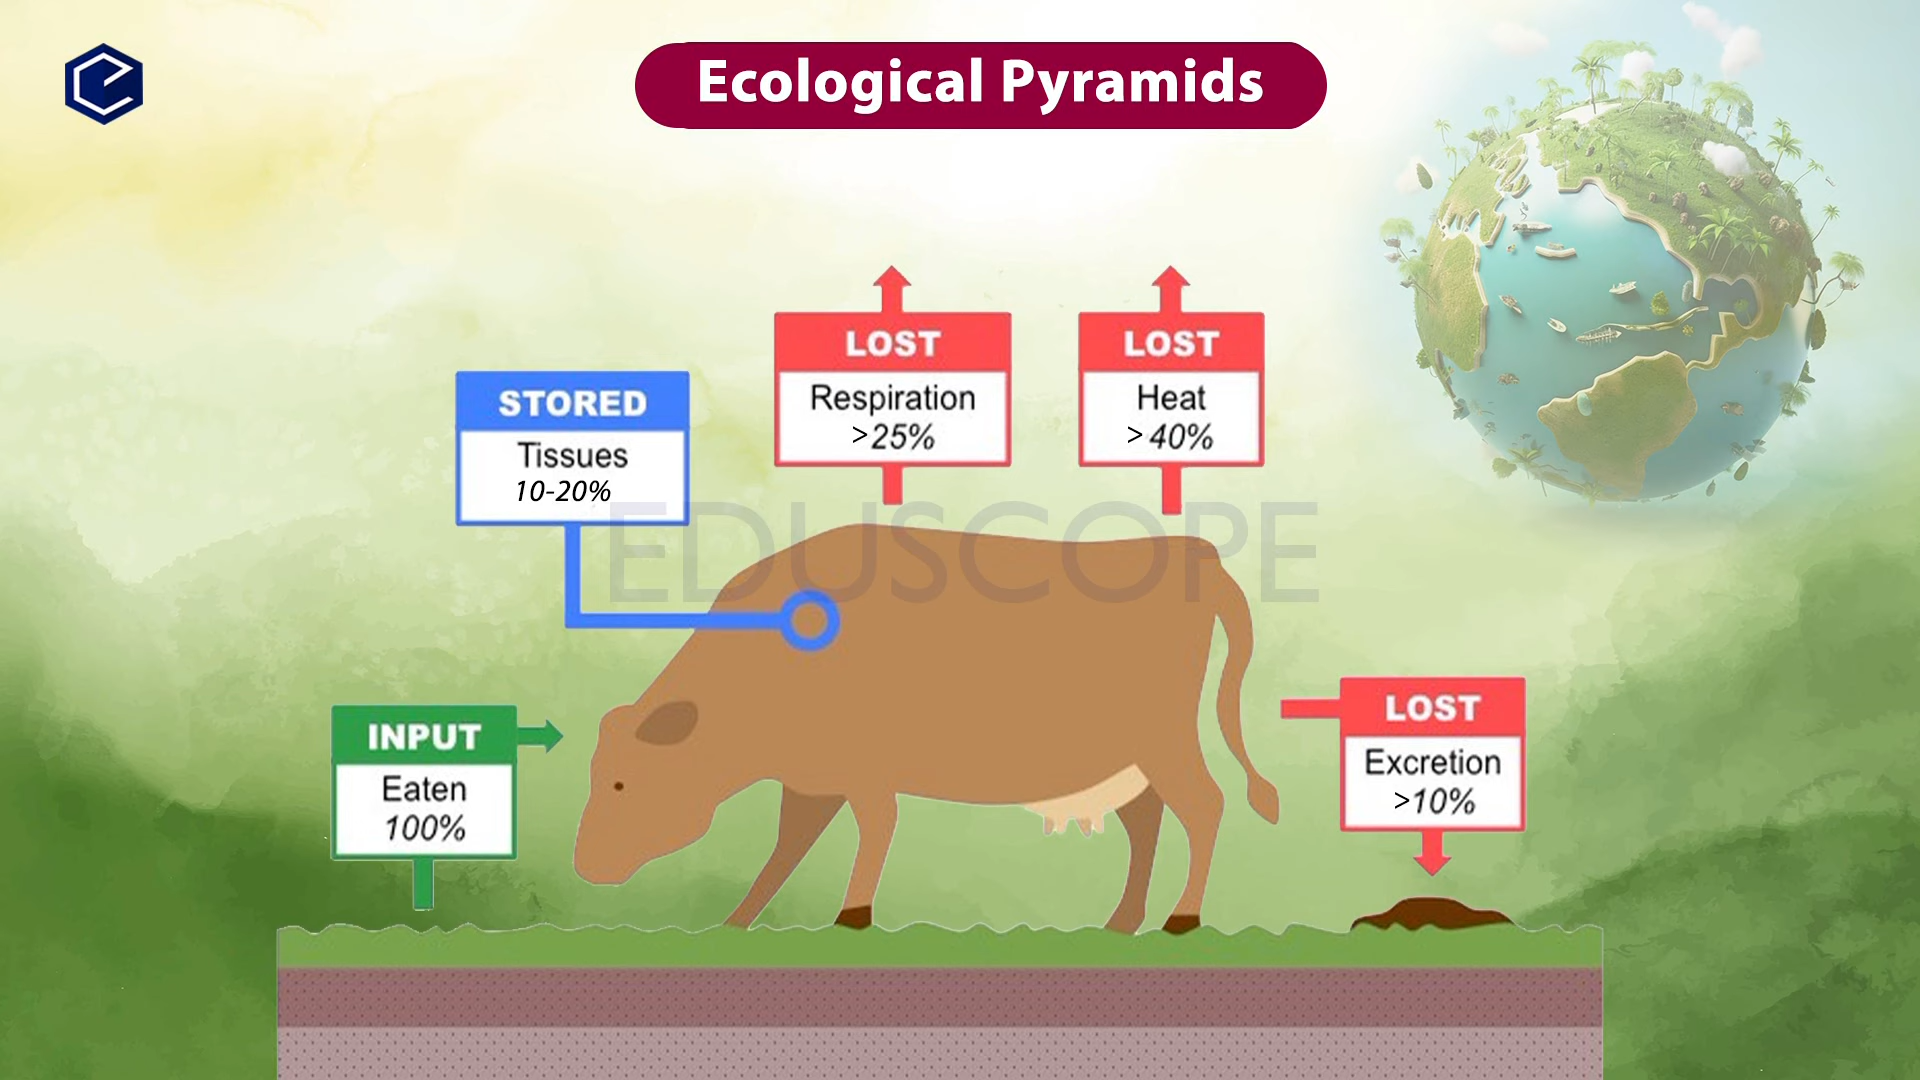 Ecological Pyramids
LOST
Respiration
>25%
LOST
Heat
>40%
STORED
Tissues
10-20%
EDUSCOPE
INPUT
Eaten
100%
LOST
Excretion
>10%